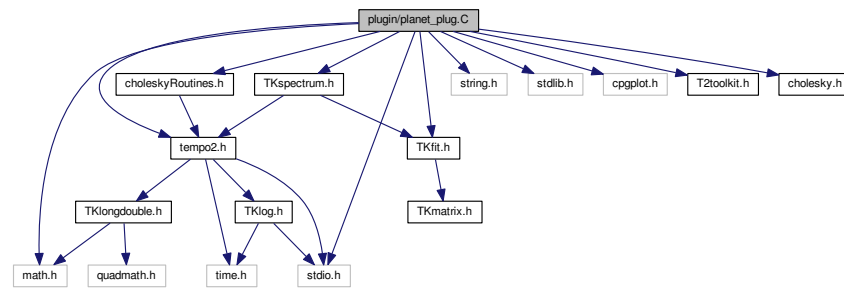 plugin/planet_plug.C
choleskyRoutines.h
TKspectrum.h
string.h
stdlib.h
cpgplot.h
T2toolkit.h
cholesky.h
tempo2.h
TKfit.h
TKlongdouble.h
TKlog.h
TKmatrix.h
math.h
quadmath.h
time.h
stdio.h